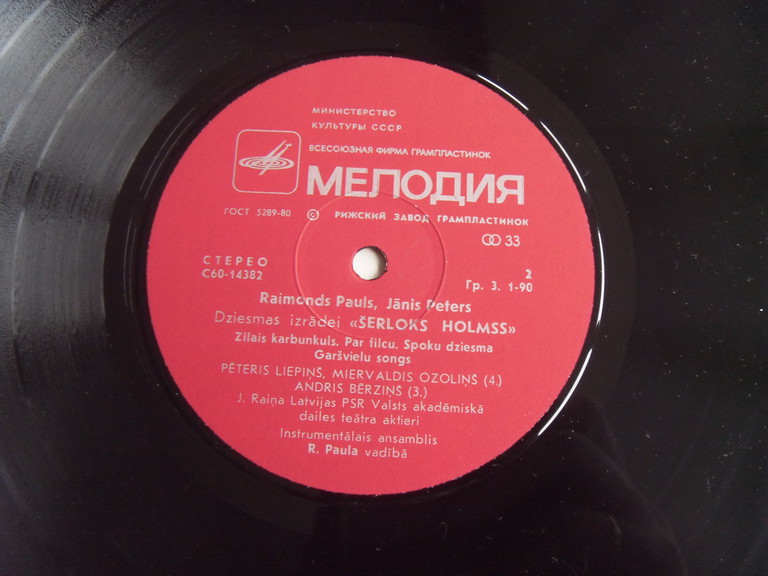 МИНИСТЕРСТВО
КУЛЬТУРЫ СССР
ВСЕСОЮЗНАЯ ФИРМА ГРАМПЛАСТИНОК
МЕЛОДИЯ
ГОСТ 5289-80 © РИЖСКИЙ ЗАВОД ГРАМПЛАСТИНОК
33
СТЕРЕО 2
С60-14382 Гр. 3. 1-90
Raimonds Pauls, Jānis Peters
Dziesmas izrādei «ŠERLOKS HOLMSS»
Zilais karbunkuls. Par filcu. Spoku dziesma
Garšvielu songs
PĒTERIS LIEPIŅŠ, MIERVALDIS OZOLIŅŠ (4.)
ANDRIS BĒRZIŅŠ (3.)
J. Raiņa Latvijas PSR Valsts akadēmiskā
dailes teātra aktieri
Instrumentālais ansamblis
R. Paula vadībā